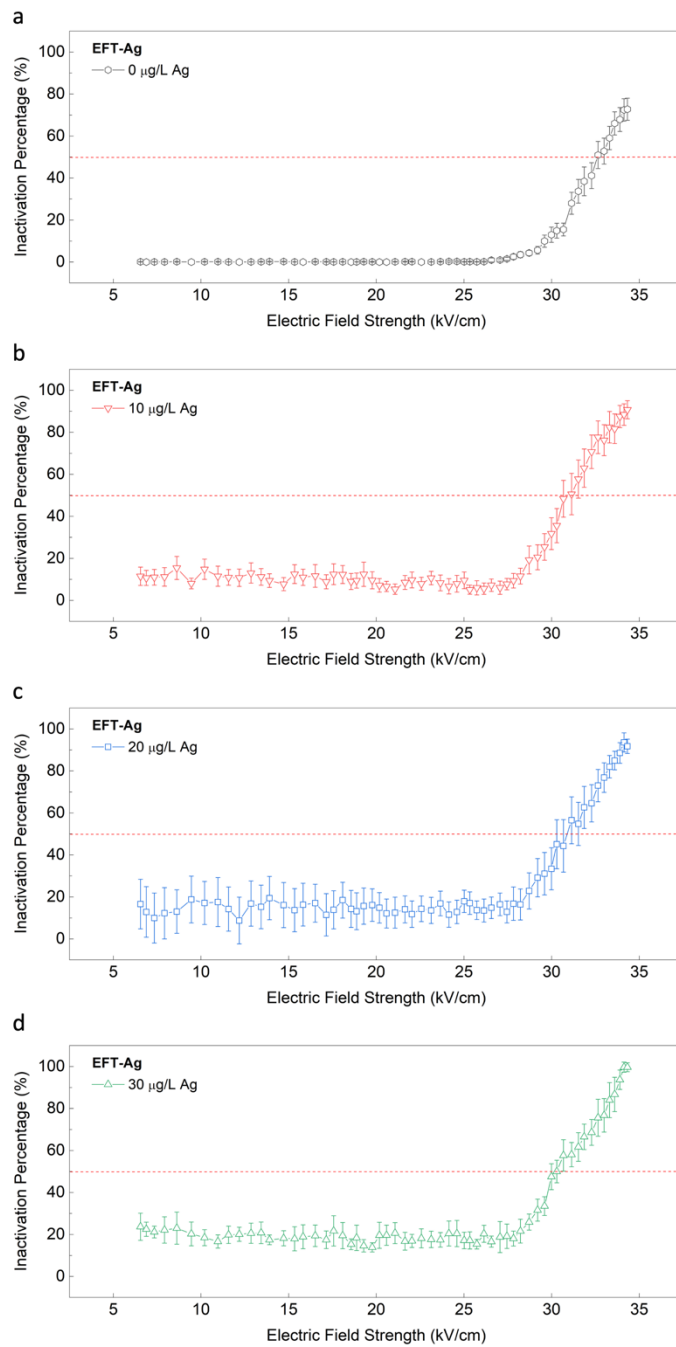 a
EFT-Ag
0 μg/L Ag
100
80
60
40
20
0
5 10 15 20 25 30 35
Inactivation Percentage (%)
Electric Field Strength (kV/cm)
b
EFT-Ag
10 μg/L Ag
100
80
60
40
20
0
5 10 15 20 25 30 35
Inactivation Percentage (%)
Electric Field Strength (kV/cm)
c
EFT-Ag
20 μg/L Ag
100
80
60
40
20
0
5 10 15 20 25 30 35
Inactivation Percentage (%)
Electric Field Strength (kV/cm)
d
EFT-Ag
30 μg/L Ag
100
80
60
40
20
0
5 10 15 20 25 30 35
Inactivation Percentage (%)
Electric Field Strength (kV/cm)